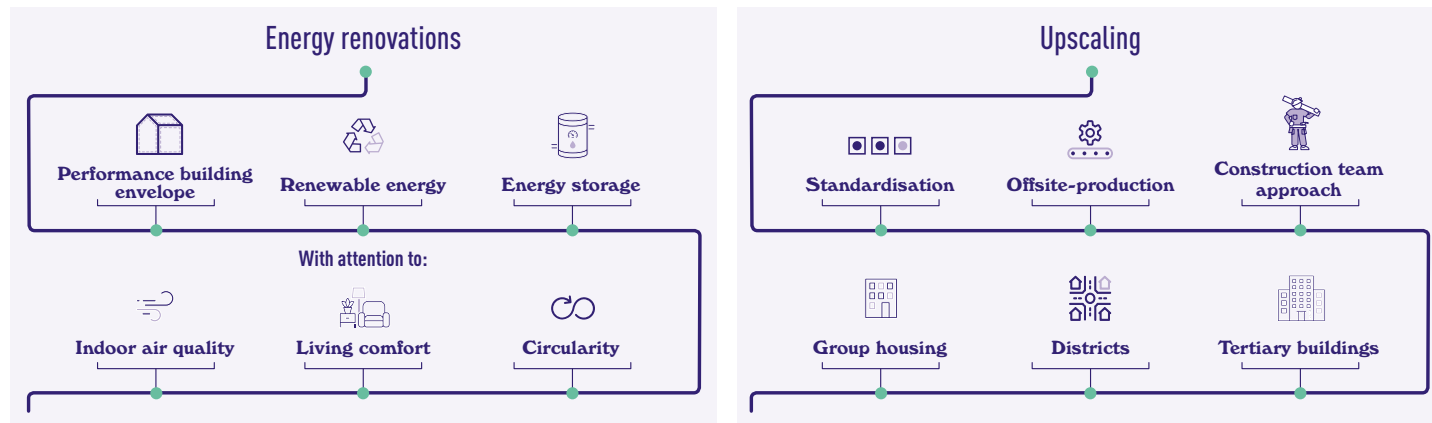 Energy renovations
Performance building
envelope
Renewable energy
Energy storage
With attention to:
Indoor air quality
Living comfort
Circularity
Upscaling
Standardisation
Offsite-production
Construction team
approach
Group housing
Districts
Tertiary buildings